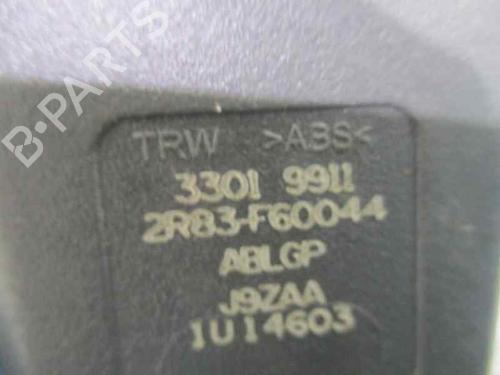 B-PARTS
TRW >ABS<
3301 9911
2R83-F60044
ABLGP
J9ZAA
1U14603